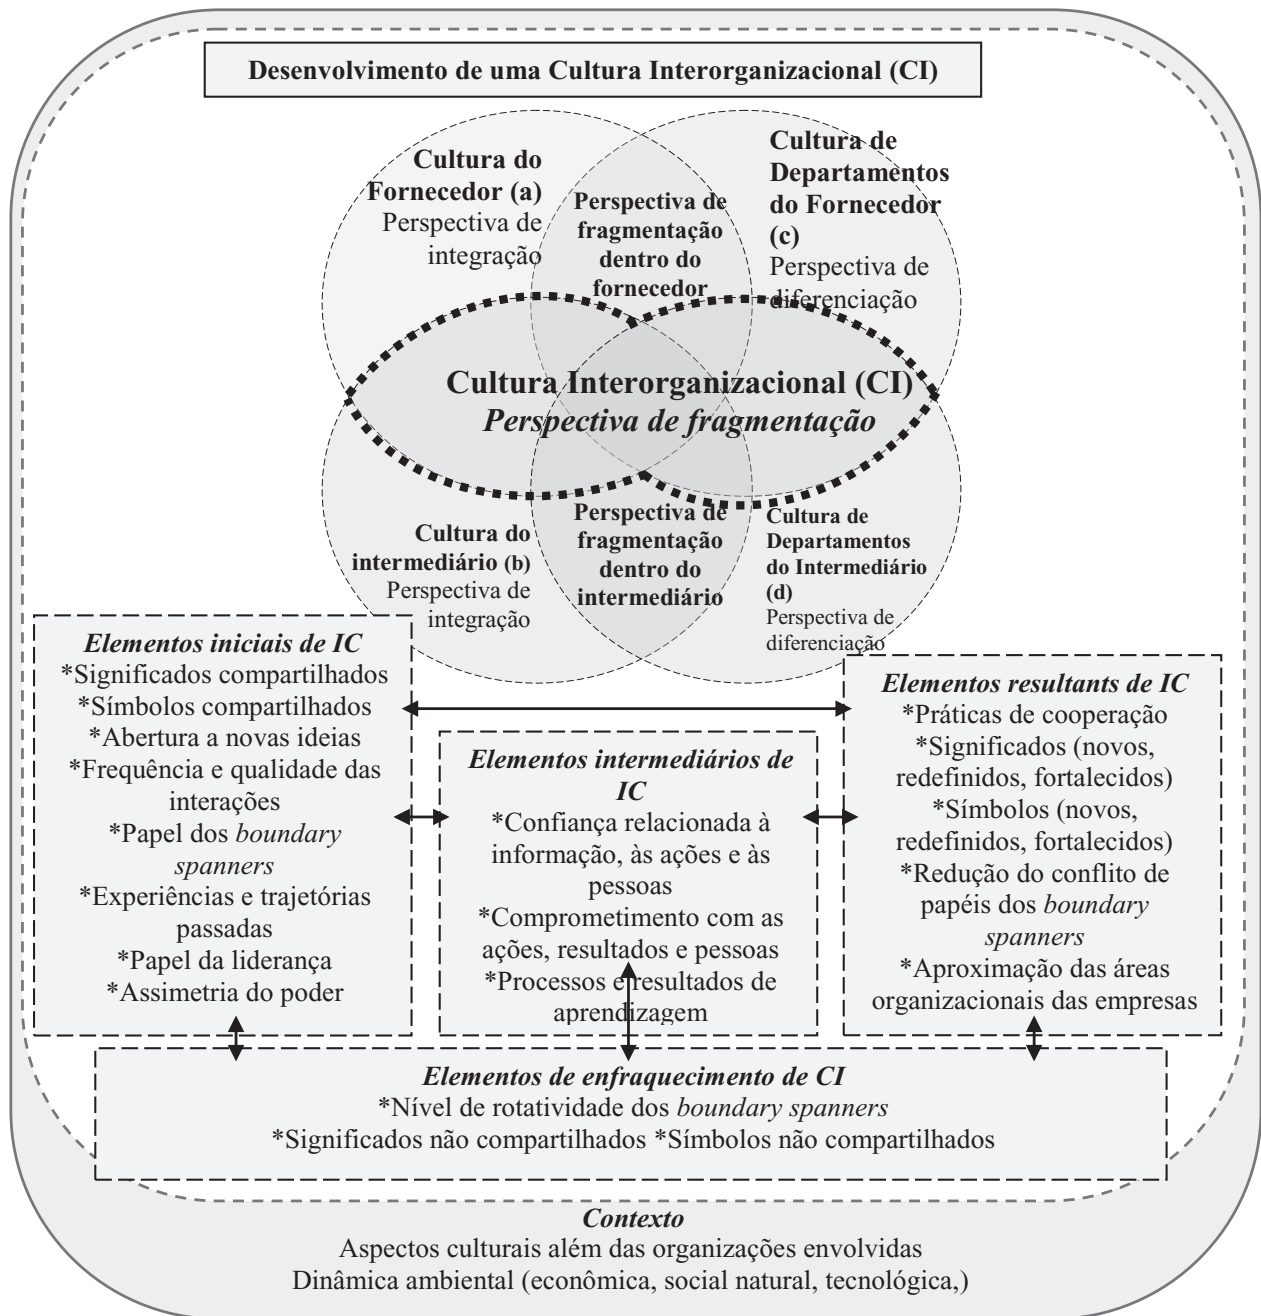 Desenvolvimento de uma Cultura Interorganizacional (CI)
Cultura do
Fornecedor (a)
Perspectiva de
integração
Perspectiva de
fragmentação
dentro do
fornecedor
Cultura de
Departamentos
do Fornecedor
(c)
Perspectiva de
diferenciação
Cultura Interorganizacional (CI)
Perspectiva de fragmentação
Cultura do
intermediário (b)
Perspectiva de
integração
Perspectiva de
fragmentação
dentro do
intermediário
Cultura de
Departamentos
do Intermediário
(d)
Perspectiva de
diferenciação
Elementos iniciais de IC
*Significados compartilhados
*Símbolos compartilhados
*Abertura a novas ideias
*Frequência e qualidade das
interações
*Papel dos boundary
spanners
*Experiências e trajetórias
passadas
*Papel da liderança
*Assimetria do poder
Elementos intermediários de
IC
*Confiança relacionada à
informação, às ações e às
pessoas
*Comprometimento com as
ações, resultados e pessoas
*Processos e resultados de
aprendizagem
Elementos resultants de IC
*Práticas de cooperação
*Significados (novos,
redefinidos, fortalecidos)
*Símbolos (novos,
redefinidos, fortalecidos)
*Redução do conflito de
papéis dos boundary
spanners
*Aproximação das áreas
organizacionais das empresas
Elementos de enfraquecimento de CI
*Nível de rotatividade dos boundary spanners
*Significados não compartilhados *Símbolos não compartilhados
Contexto
Aspectos culturais além das organizações envolvidas
Dinâmica ambiental (econômica, social natural, tecnológica,)